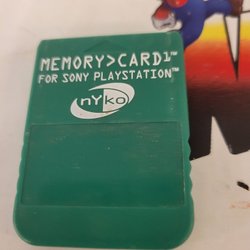 MEMORY>CARD1™
FOR SONY PLAYSTATION™
nYko